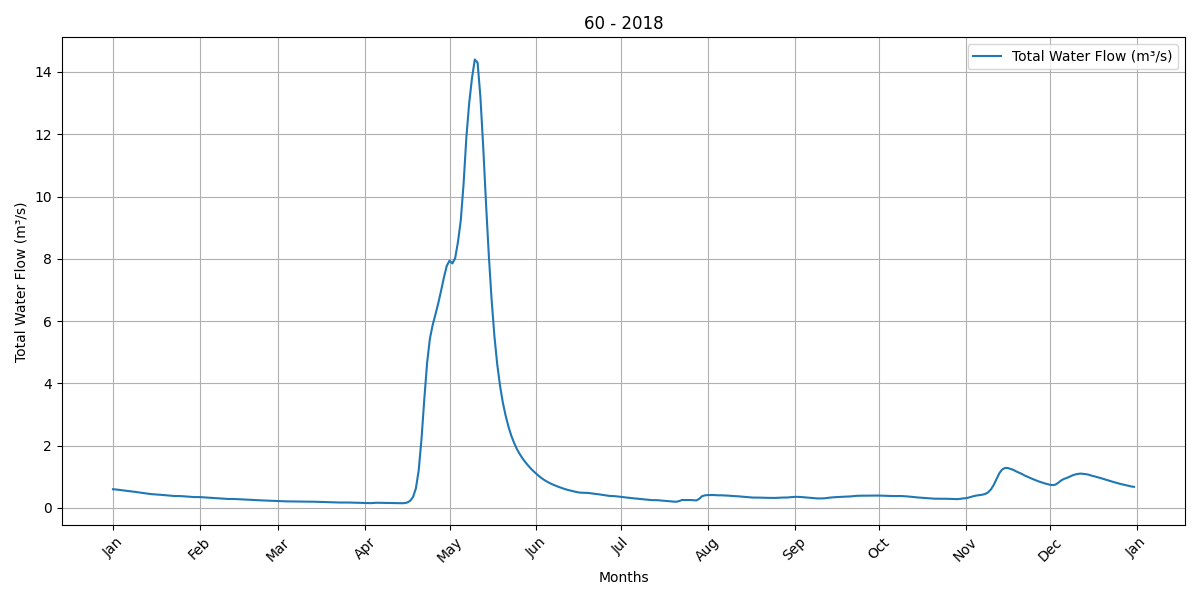 60 - 2018
Total Water Flow (m³/s)
Total Water Flow (m³/s)
14
12
10
8
6
4
2
0
Jan
Feb
Mar
Apr
May
Jun
Jul
Aug
Sep
Oct
Nov
Dec
Jan
Months